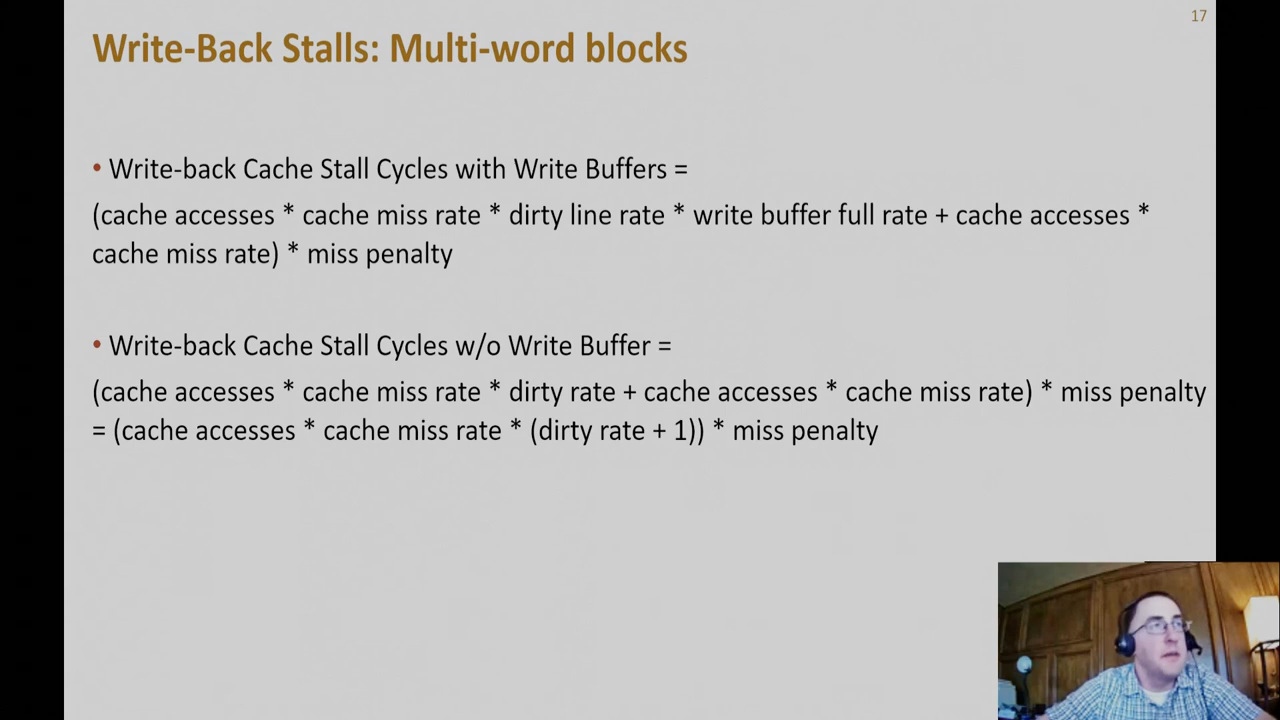 17
Write-Back Stalls: Multi-word blocks
• Write-back Cache Stall Cycles with Write Buffers =
(cache accesses * cache miss rate * dirty line rate * write buffer full rate + cache accesses *
cache miss rate) * miss penalty
• Write-back Cache Stall Cycles w/o Write Buffer =
(cache accesses * cache miss rate * dirty rate + cache accesses * cache miss rate) * miss penalty
= (cache accesses * cache miss rate * (dirty rate + 1)) * miss penalty